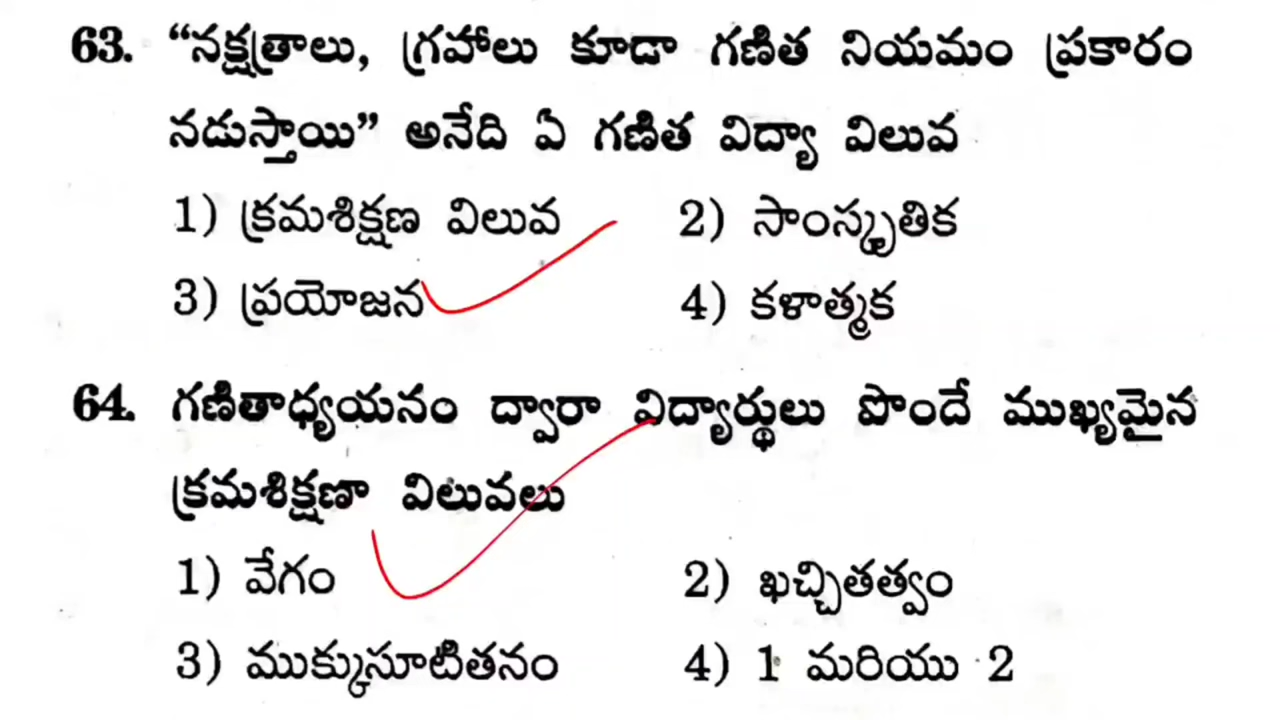 63. “నక్షత్రాలు, గ్రహాలు కూడా గణిత నియమం ప్రకారం
నడుస్తాయి” అనేది ఏ గణిత విద్యా విలువ
1) క్రమశిక్షణ విలువ 2) సాంస్కృతిక
3) ప్రయోజన 4) కళాత్మక
64. గణితాధ్యయనం ద్వారా విద్యార్థులు పొందే ముఖ్యమైన
క్రమశిక్షణా విలువలు
1) వేగం 2) ఖచ్చితత్వం
3) ముక్కుసూటితనం 4) 1 మరియు 2